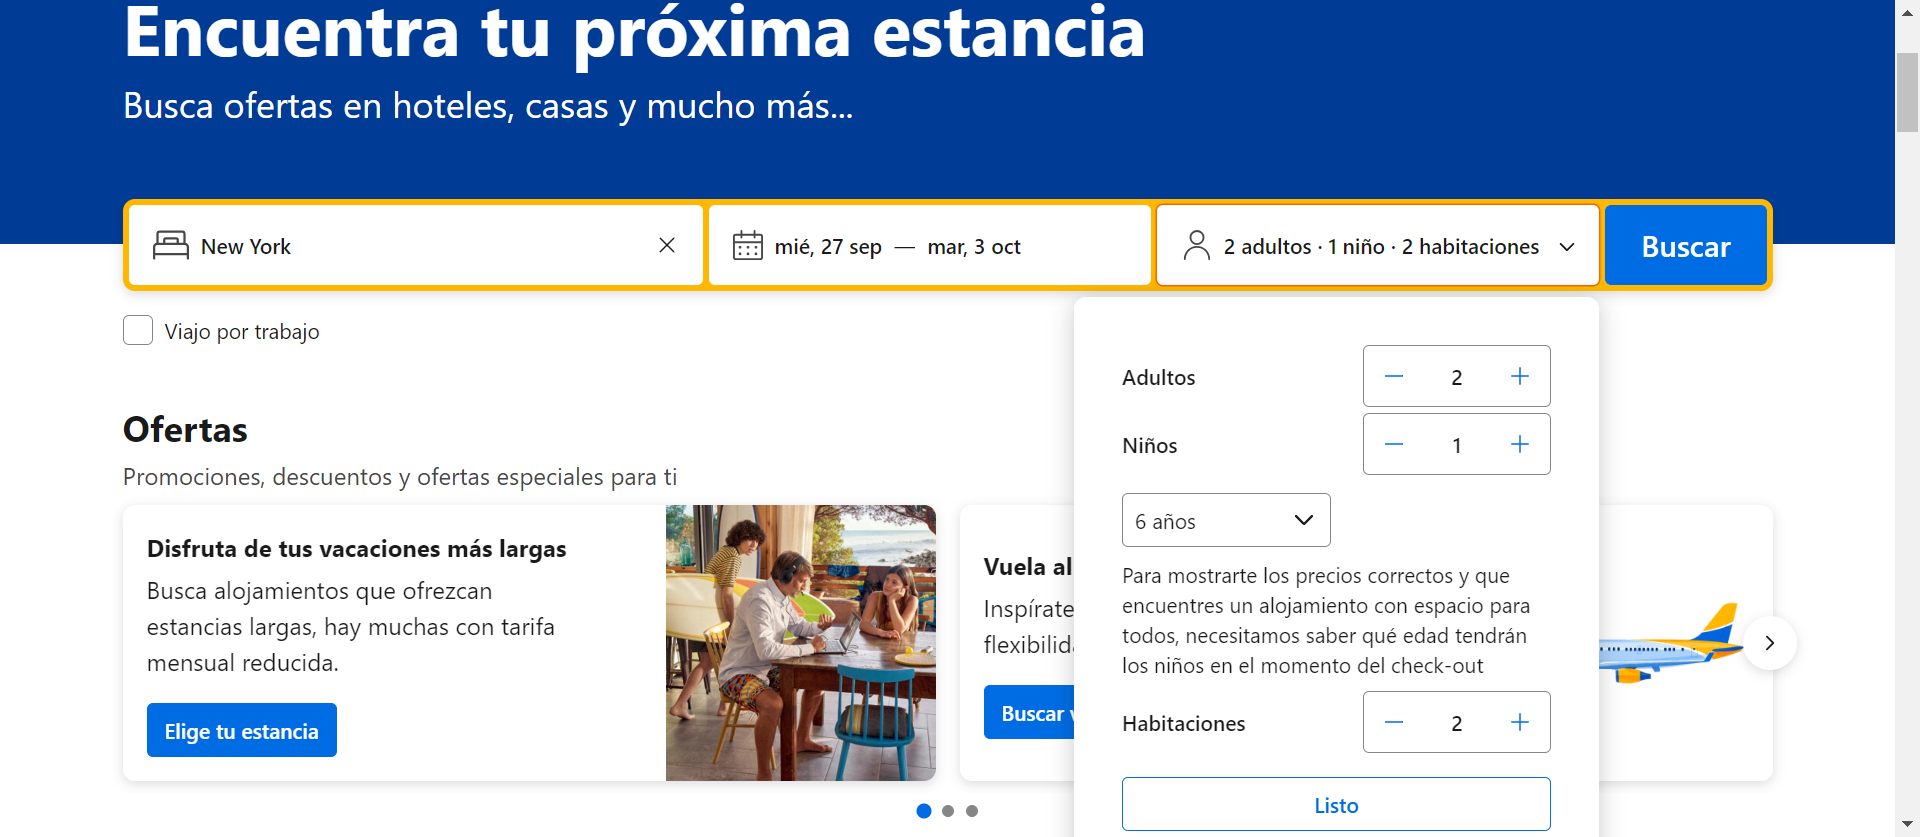 Encuentra tu próxima estancia
Busca ofertas en hoteles, casas y mucho más...
New York
mié, 27 sep — mar, 3 oct
2 adultos · 1 niño · 2 habitaciones
Buscar
Viajo por trabajo
Adultos
2
Niños
1
6 años
Para mostrarte los precios correctos y que
encuentres un alojamiento con espacio para
todos, necesitamos saber qué edad tendrán
los niños en el momento del check-out
Habitaciones
2
Listo
Ofertas
Promociones, descuentos y ofertas especiales para ti
Disfruta de tus vacaciones más largas
Busca alojamientos que ofrezcan
estancias largas, hay muchas con tarifa
mensual reducida.
Elige tu estancia
Vuela al
Inspírate
flexibilid
Buscar